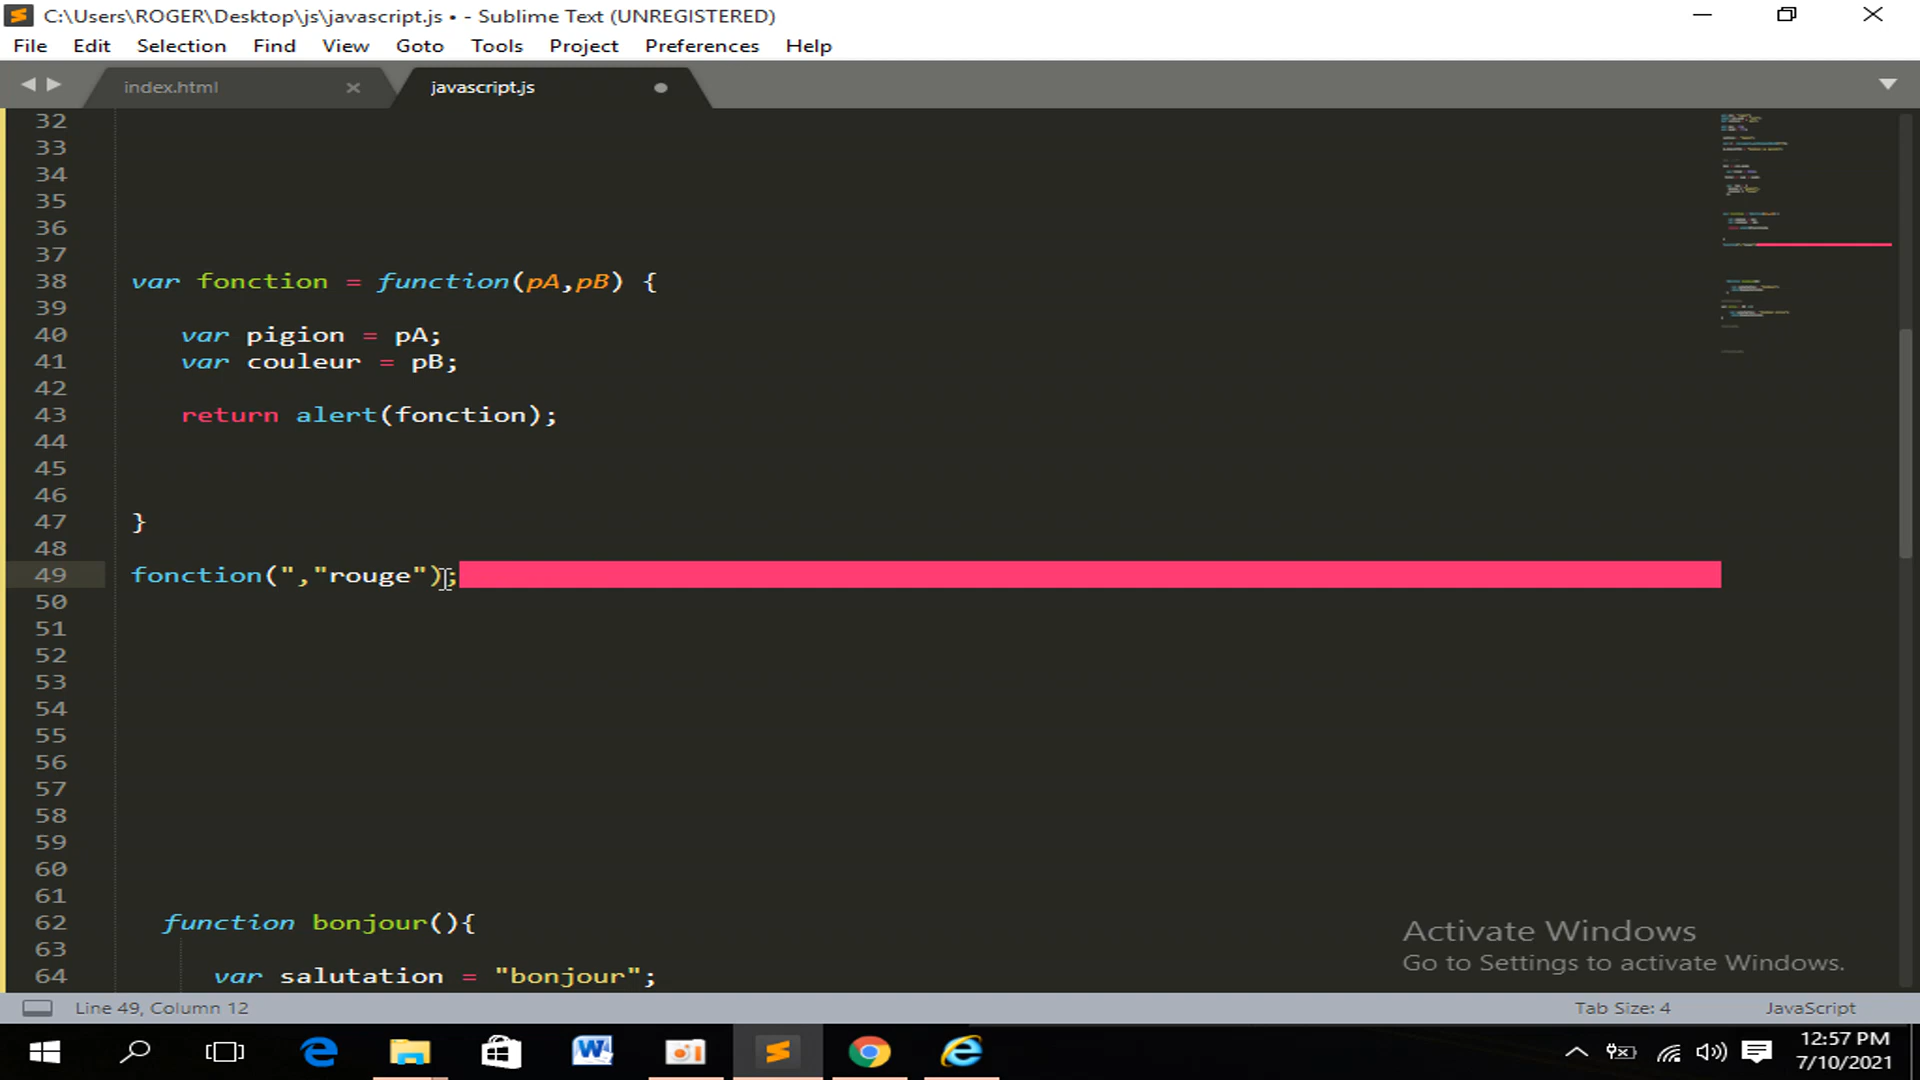 C:\Users\ROGER\Desktop\js\javascript.js • - Sublime Text (UNREGISTERED)
File Edit Selection Find View Goto Tools Project Preferences Help
index.html javascript.js
32
33
34
35
36
37
38 var fonction = function(pA,pB) {
39
40 var pigion = pA;
41 var couleur = pB;
42
43 return alert(fonction);
44
45
46
47 }
48
49 fonction(","rouge");
50
51
52
53
54
55
56
57
58
59
60
61
62 function bonjour(){
63
64 var salutation = "bonjour";
Activate Windows
Go to Settings to activate Windows.
Line 49, Column 12 Tab Size: 4 JavaScript
12:57 PM
7/10/2021